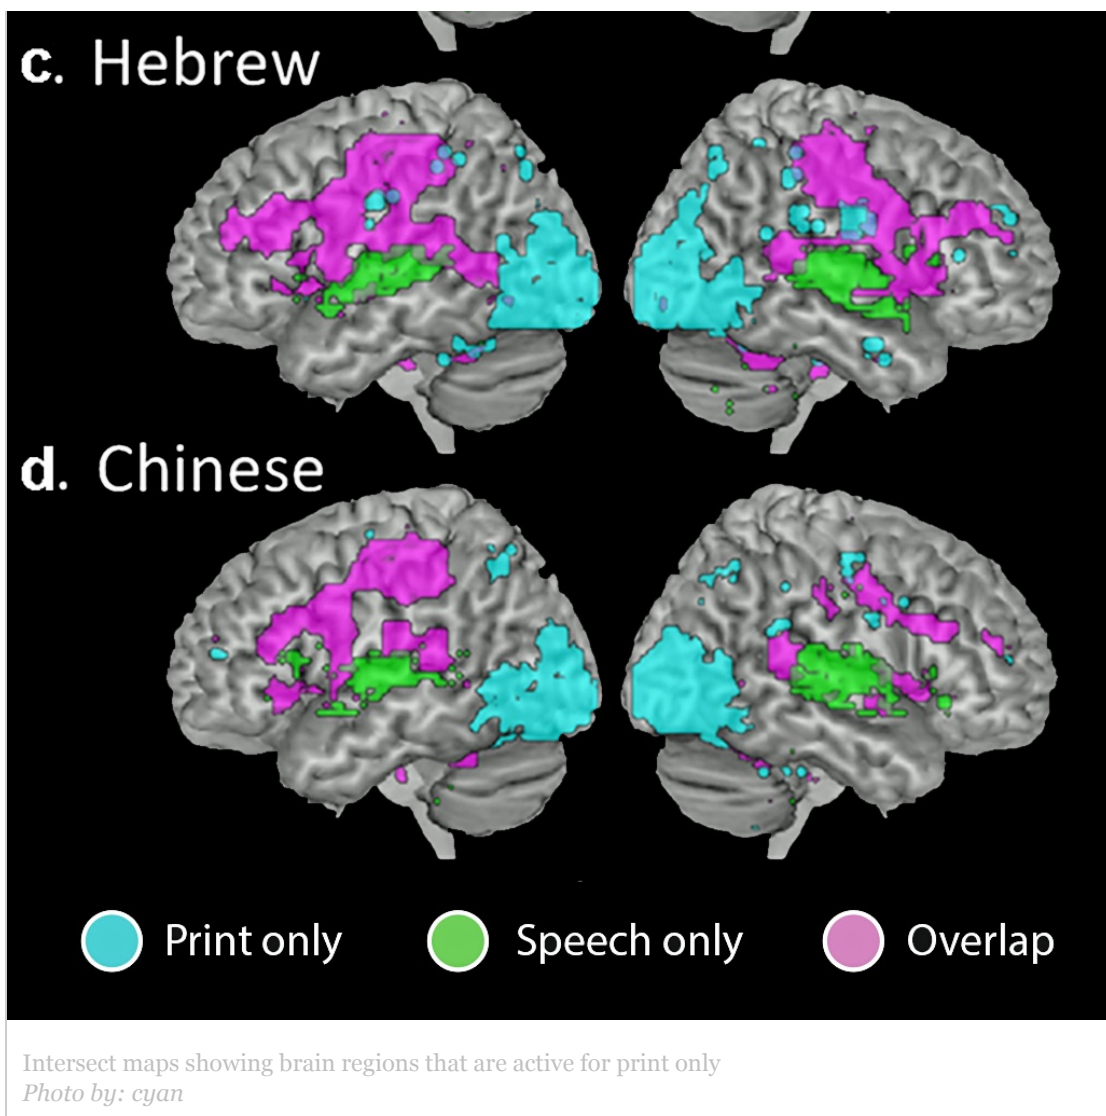 c. Hebrew
d. Chinese
Print only
Speech only
Overlap
Intersect maps showing brain regions that are active for print only
Photo by: cyan